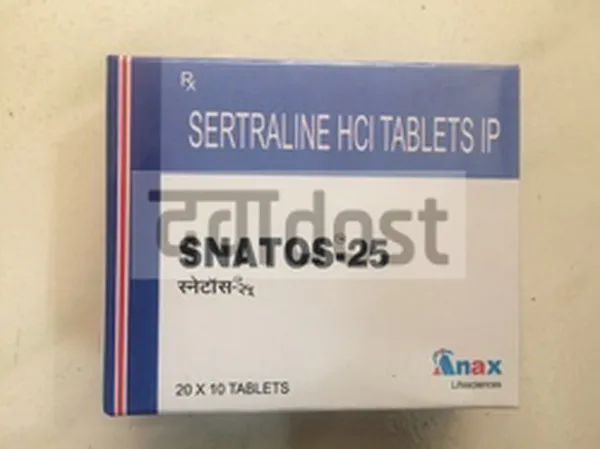 Rx
SERTRALINE HCl TABLETS IP
दवाdost
SNATOS-25
स्नेटॉस-२५
20 X 10 TABLETS
Anax
Lifesciences